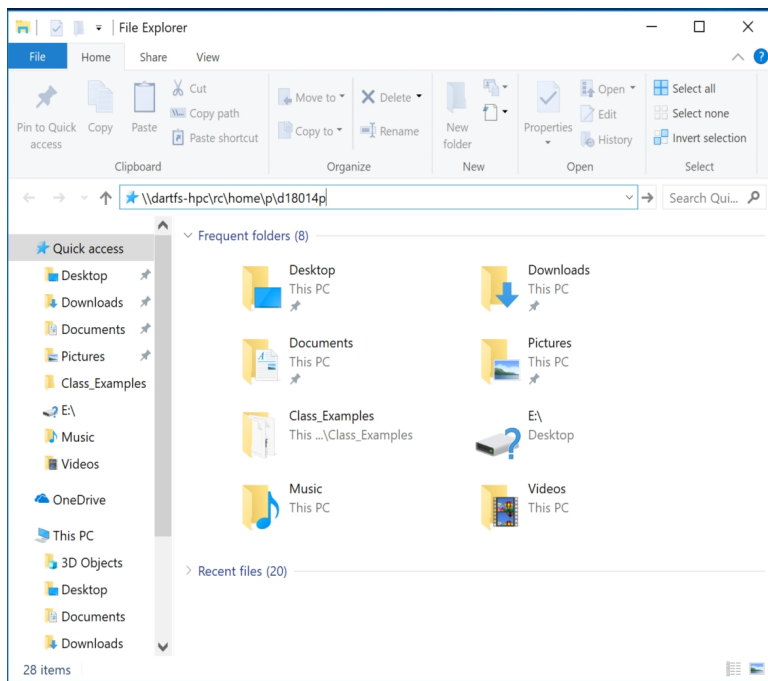 File Explorer
File Home Share View
Pin to Quick access
Copy
Paste
Cut
Copy path
Paste shortcut
Clipboard
Move to
Copy to
Delete
Rename
Organize
New folder
New
Properties
Open
Edit
History
Open
Select all
Select none
Invert selection
Select
\\dartfs-hpc\rc\home\p\d18014p
Search Qui...
Quick access
Desktop
Downloads
Documents
Pictures
Class_Examples
E:\
Music
Videos
OneDrive
This PC
3D Objects
Desktop
Documents
Downloads
Frequent folders (8)
Desktop
This PC
Downloads
This PC
Documents
This PC
Pictures
This PC
Class_Examples
This ...\Class_Examples
E:\
Desktop
Music
This PC
Videos
This PC
Recent files (20)
28 items